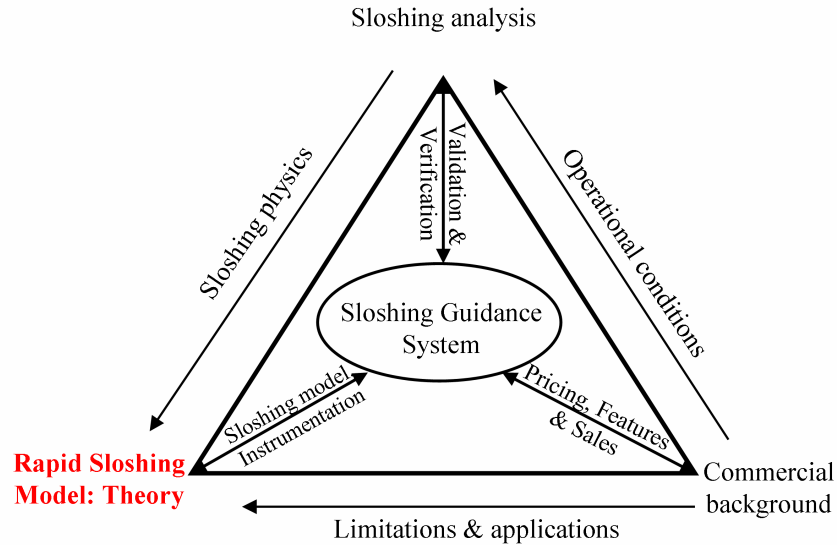 Sloshing analysis
Sloshing physics
Validation &
Verification
Operational conditions
Sloshing Guidance
System
Sloshing model
Instrumentation
Pricing, Features
& Sales
Rapid Sloshing
Model: Theory
Commercial
background
Limitations & applications